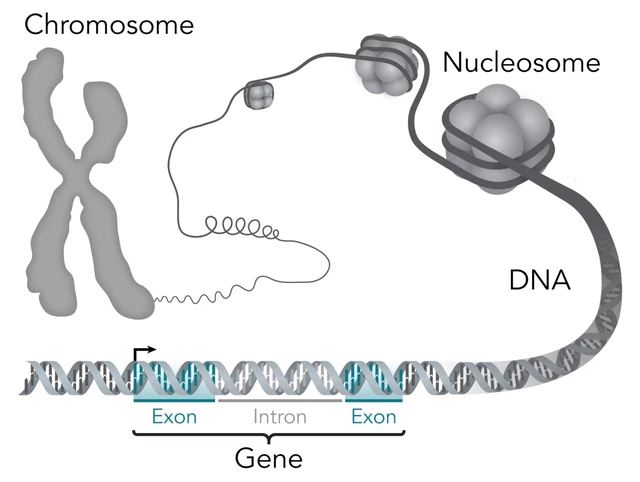 Chromosome
Nucleosome
DNA
Exon
Intron
Exon
Gene